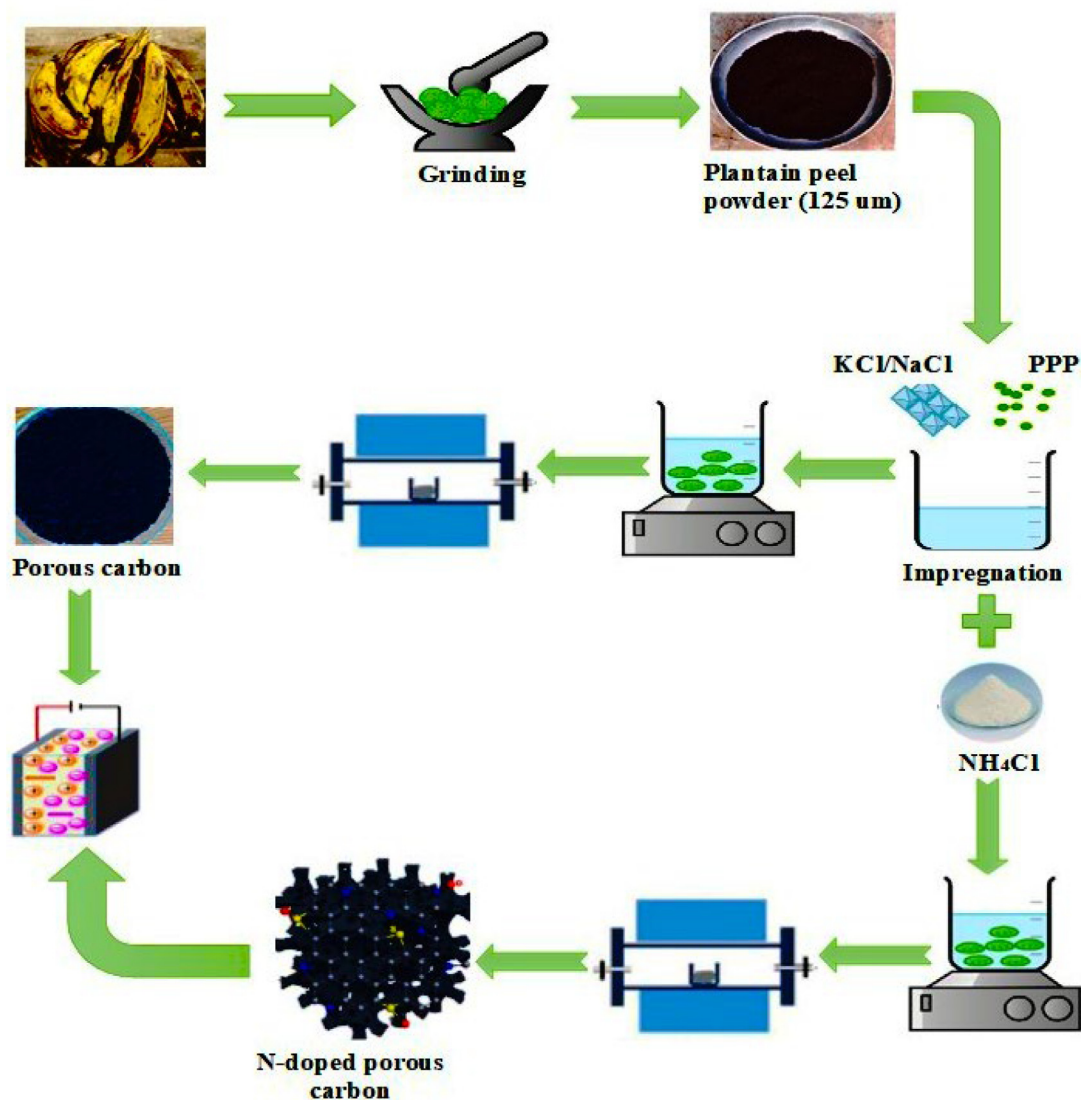 Grinding
Plantain peel
powder (125 um)
KCl/NaCl
PPP
Impregnation
Porous carbon
NH₄Cl
N-doped porous
carbon